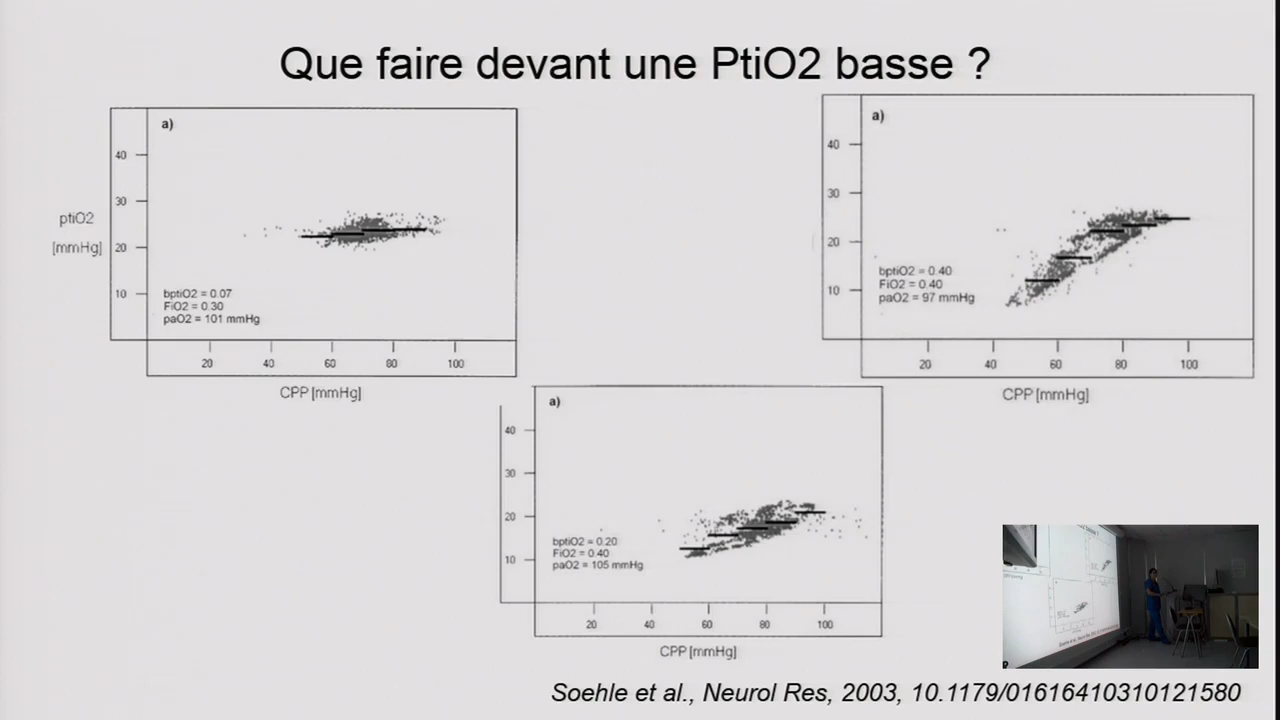 Que faire devant une PtiO2 basse ?
a)
40
30
20
10
ptiO2
[mmHg]
bptiO2 = 0.07
FiO2 = 0.30
paO2 = 101 mmHg
20 40 60 80 100
CPP [mmHg]
a)
40
30
20
10
bptiO2 = 0.40
FiO2 = 0.40
paO2 = 97 mmHg
20 40 60 80 100
CPP [mmHg]
a)
40
30
20
10
bptiO2 = 0.20
FiO2 = 0.40
paO2 = 105 mmHg
20 40 60 80 100
CPP [mmHg]
Soehle et al., Neurol Res, 2003, 10.1179/01616410310121580